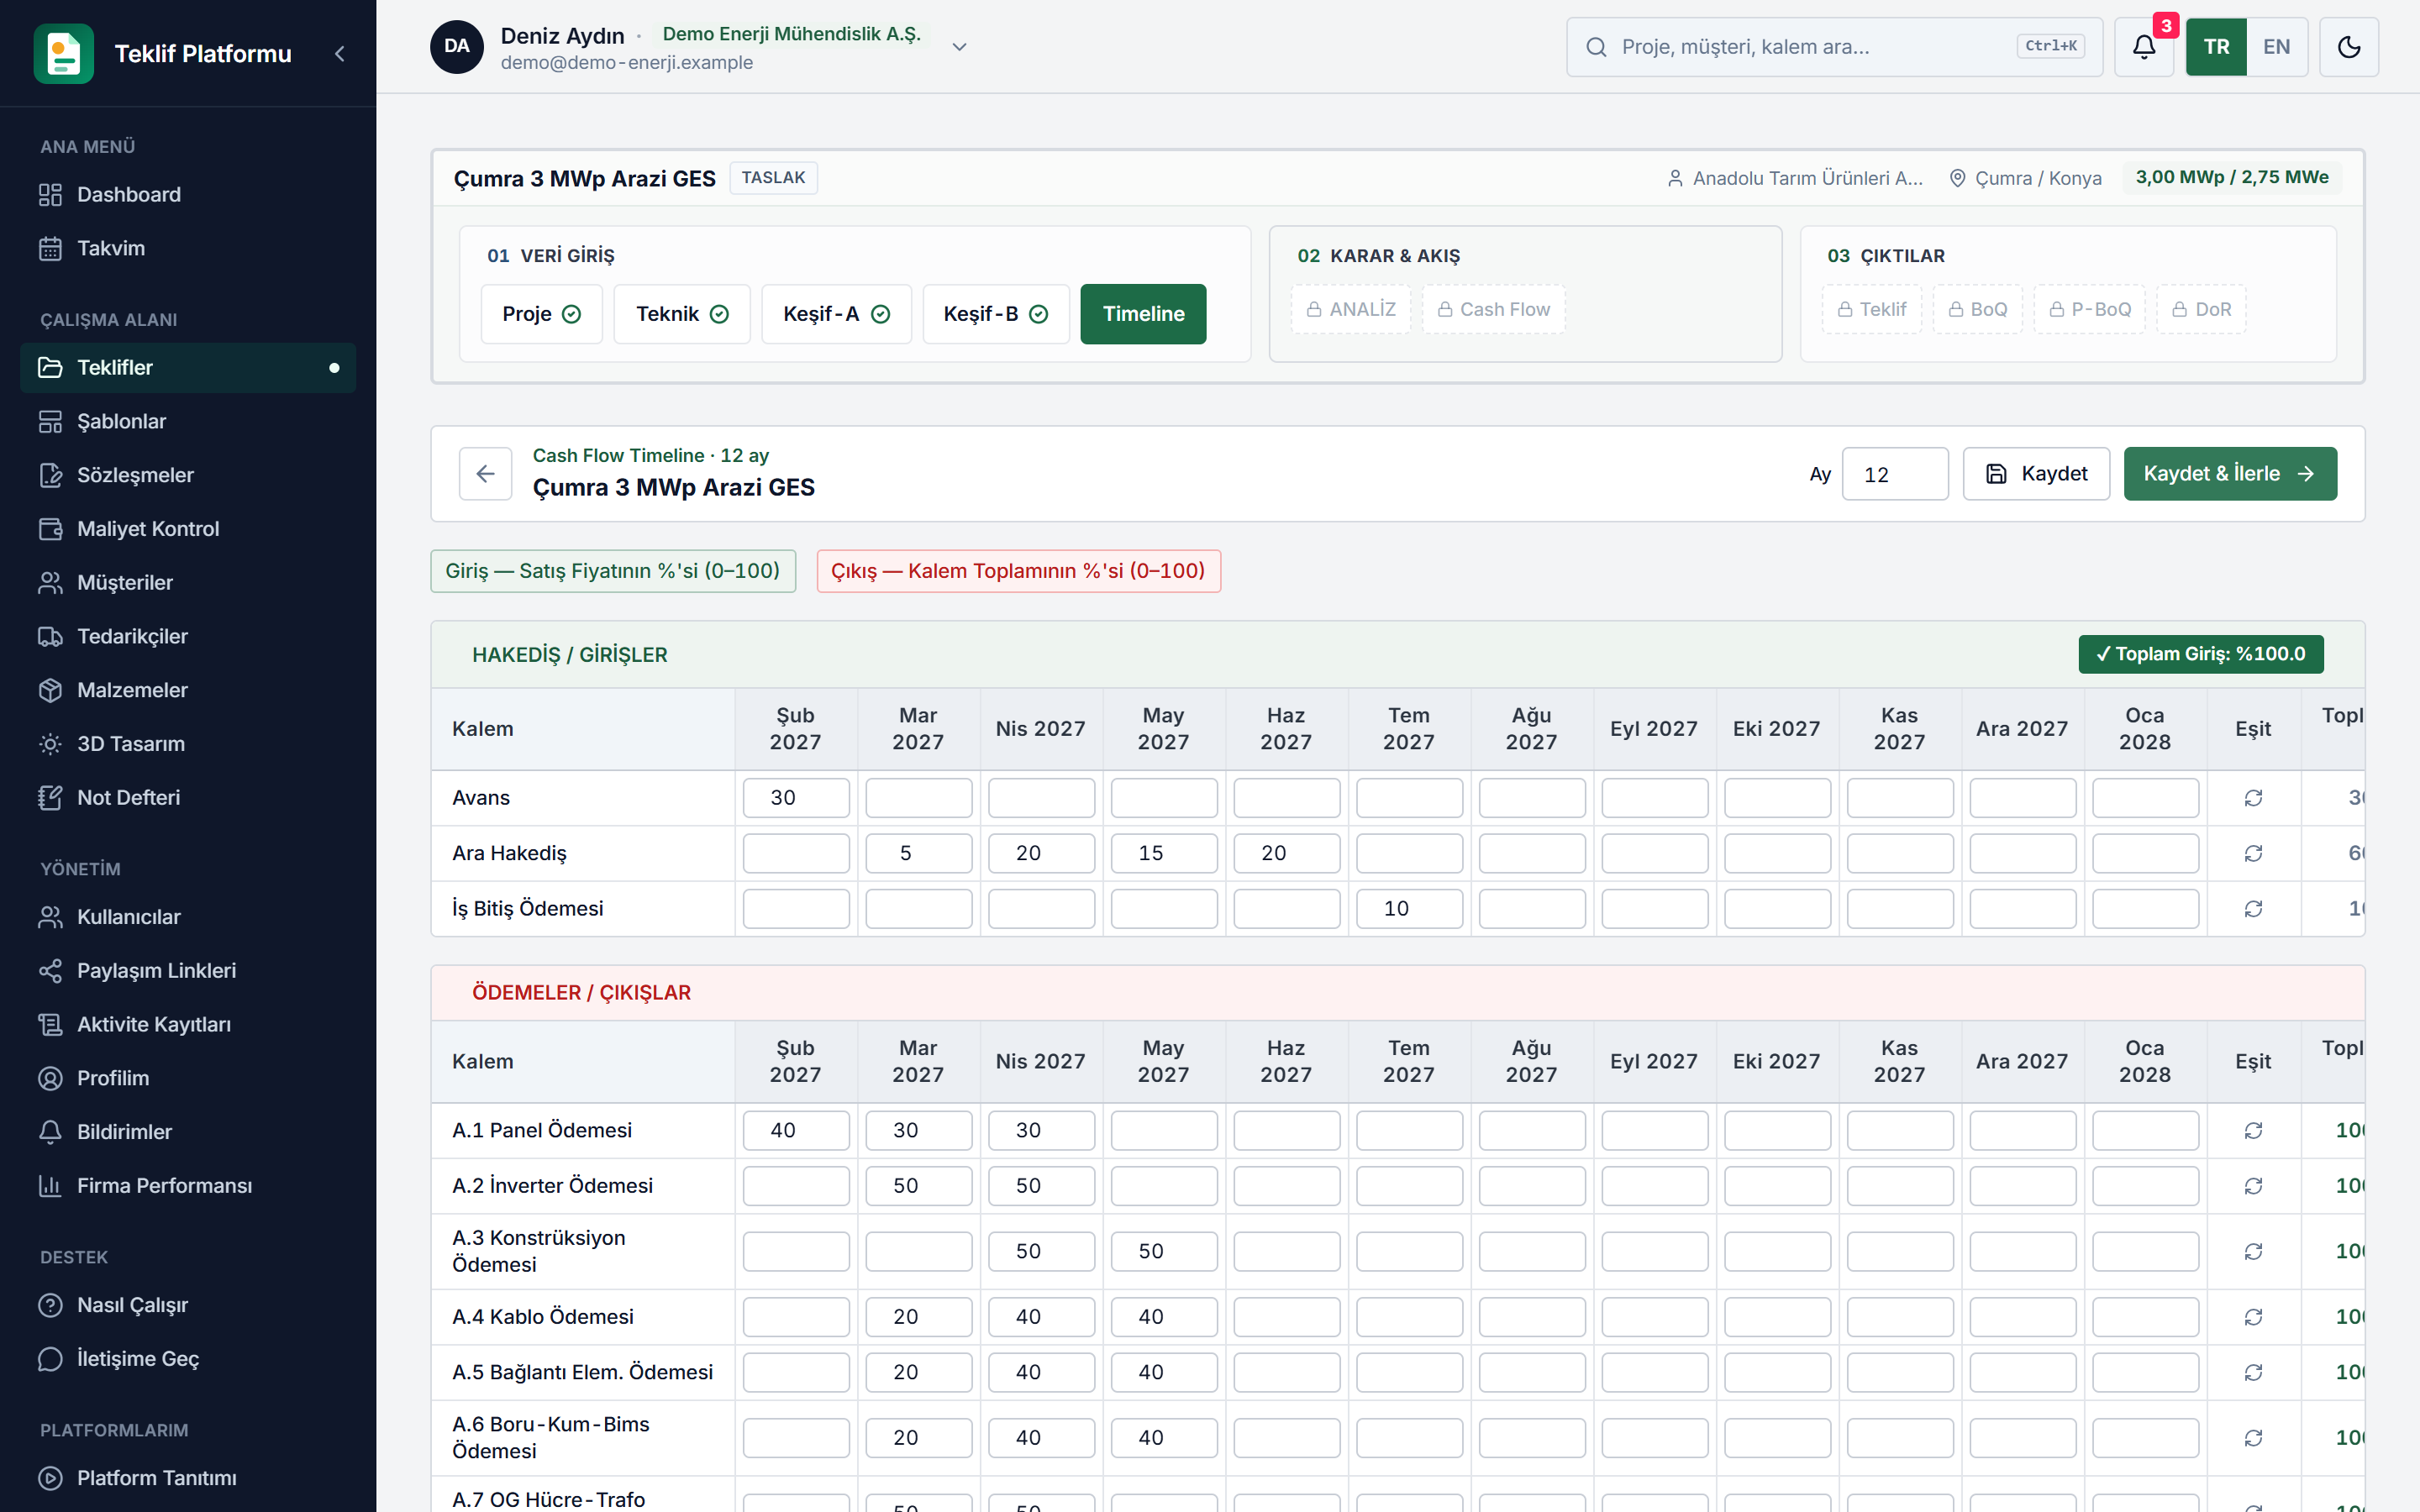 Teklif Platformu
ANA MENÜ
Dashboard
Takvim
ÇALIŞMA ALANI
Teklifler
Şablonlar
Sözleşmeler
Maliyet Kontrol
Müşteriler
Tedarikçiler
Malzemeler
3D Tasarım
Not Defteri
YÖNETİM
Kullanıcılar
Paylaşım Linkleri
Aktivite Kayıtları
Profilim
Bildirimler
Firma Performansı
DESTEK
Nasıl Çalışır
İletişime Geç
PLATFORMLARIM
Platform Tanıtımı
DA
Deniz Aydın · Demo Enerji Mühendislik A.Ş.
demo@demo-enerji.example
Proje, müşteri, kalem ara... Ctrl+K
3
TR EN
Çumra 3 MWp Arazi GES TASLAK
Anadolu Tarım Ürünleri A... Çumra / Konya 3,00 MWp / 2,75 MWe
01 VERİ GİRİŞ
Proje Teknik Keşif-A Keşif-B Timeline
02 KARAR & AKIŞ
ANALİZ Cash Flow
03 ÇIKTILAR
Teklif BoQ P-BoQ DoR
Cash Flow Timeline · 12 ay
Çumra 3 MWp Arazi GES
Ay 12 Kaydet Kaydet & İlerle
Giriş — Satış Fiyatının %'si (0–100) Çıkış — Kalem Toplamının %'si (0–100)
HAKEDİŞ / GİRİŞLER ✓ Toplam Giriş: %100.0
Kalem Şub 2027 Mar 2027 Nis 2027 May 2027 Haz 2027 Tem 2027 Ağu 2027 Eyl 2027 Eki 2027 Kas 2027 Ara 2027 Oca 2028 Eşit
Avans 30
Ara Hakediş 5 20 15 20
İş Bitiş Ödemesi 10
ÖDEMELER / ÇIKIŞLAR
Kalem Şub 2027 Mar 2027 Nis 2027 May 2027 Haz 2027 Tem 2027 Ağu 2027 Eyl 2027 Eki 2027 Kas 2027 Ara 2027 Oca 2028 Eşit
A.1 Panel Ödemesi 40 30 30
A.2 İnverter Ödemesi 50 50
A.3 Konstrüksiyon
Ödemesi 50 50
A.4 Kablo Ödemesi 20 40 40
A.5 Bağlantı Elem. Ödemesi 20 40 40
A.6 Boru-Kum-Bims
Ödemesi 20 40 40
A.7 OG Hücre-Trafo